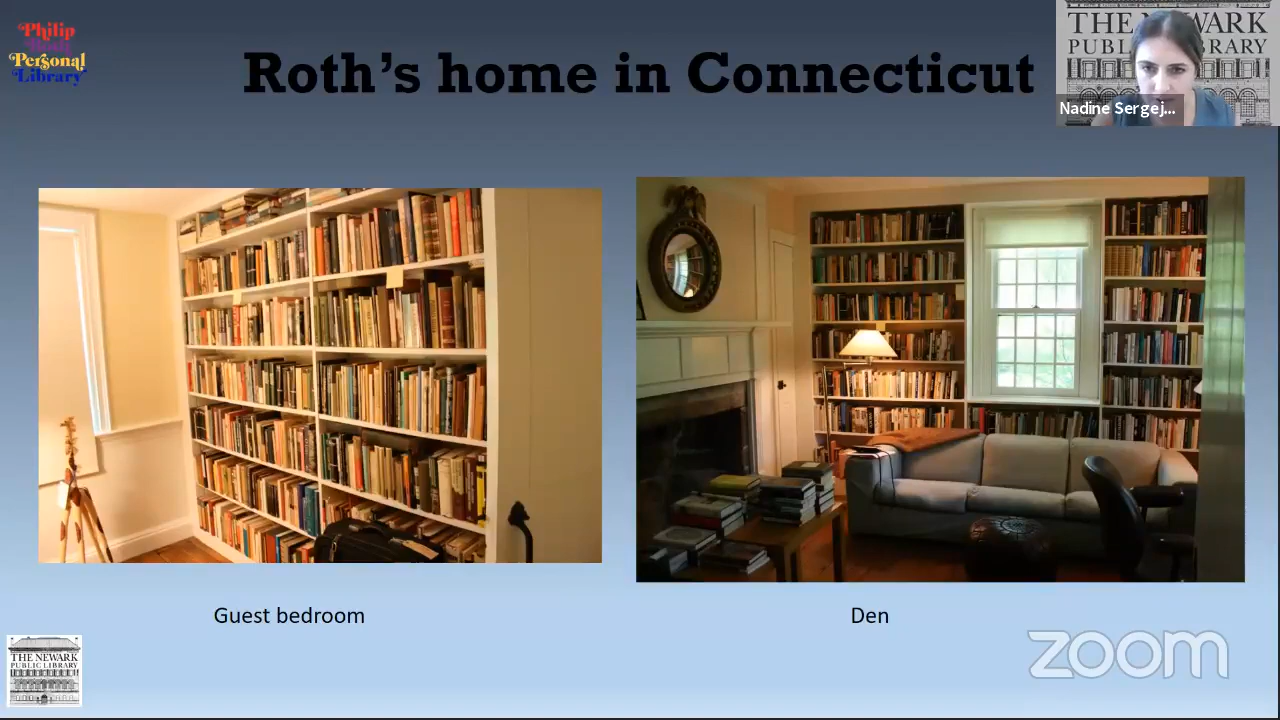 Philip
Roth
Personal
Library
Roth's home in Connecticut
THE NEWARK
PUBLIC LIBRARY
Nadine Sergej...
Guest bedroom
Den
THE NEWARK
PUBLIC LIBRARY
zoom